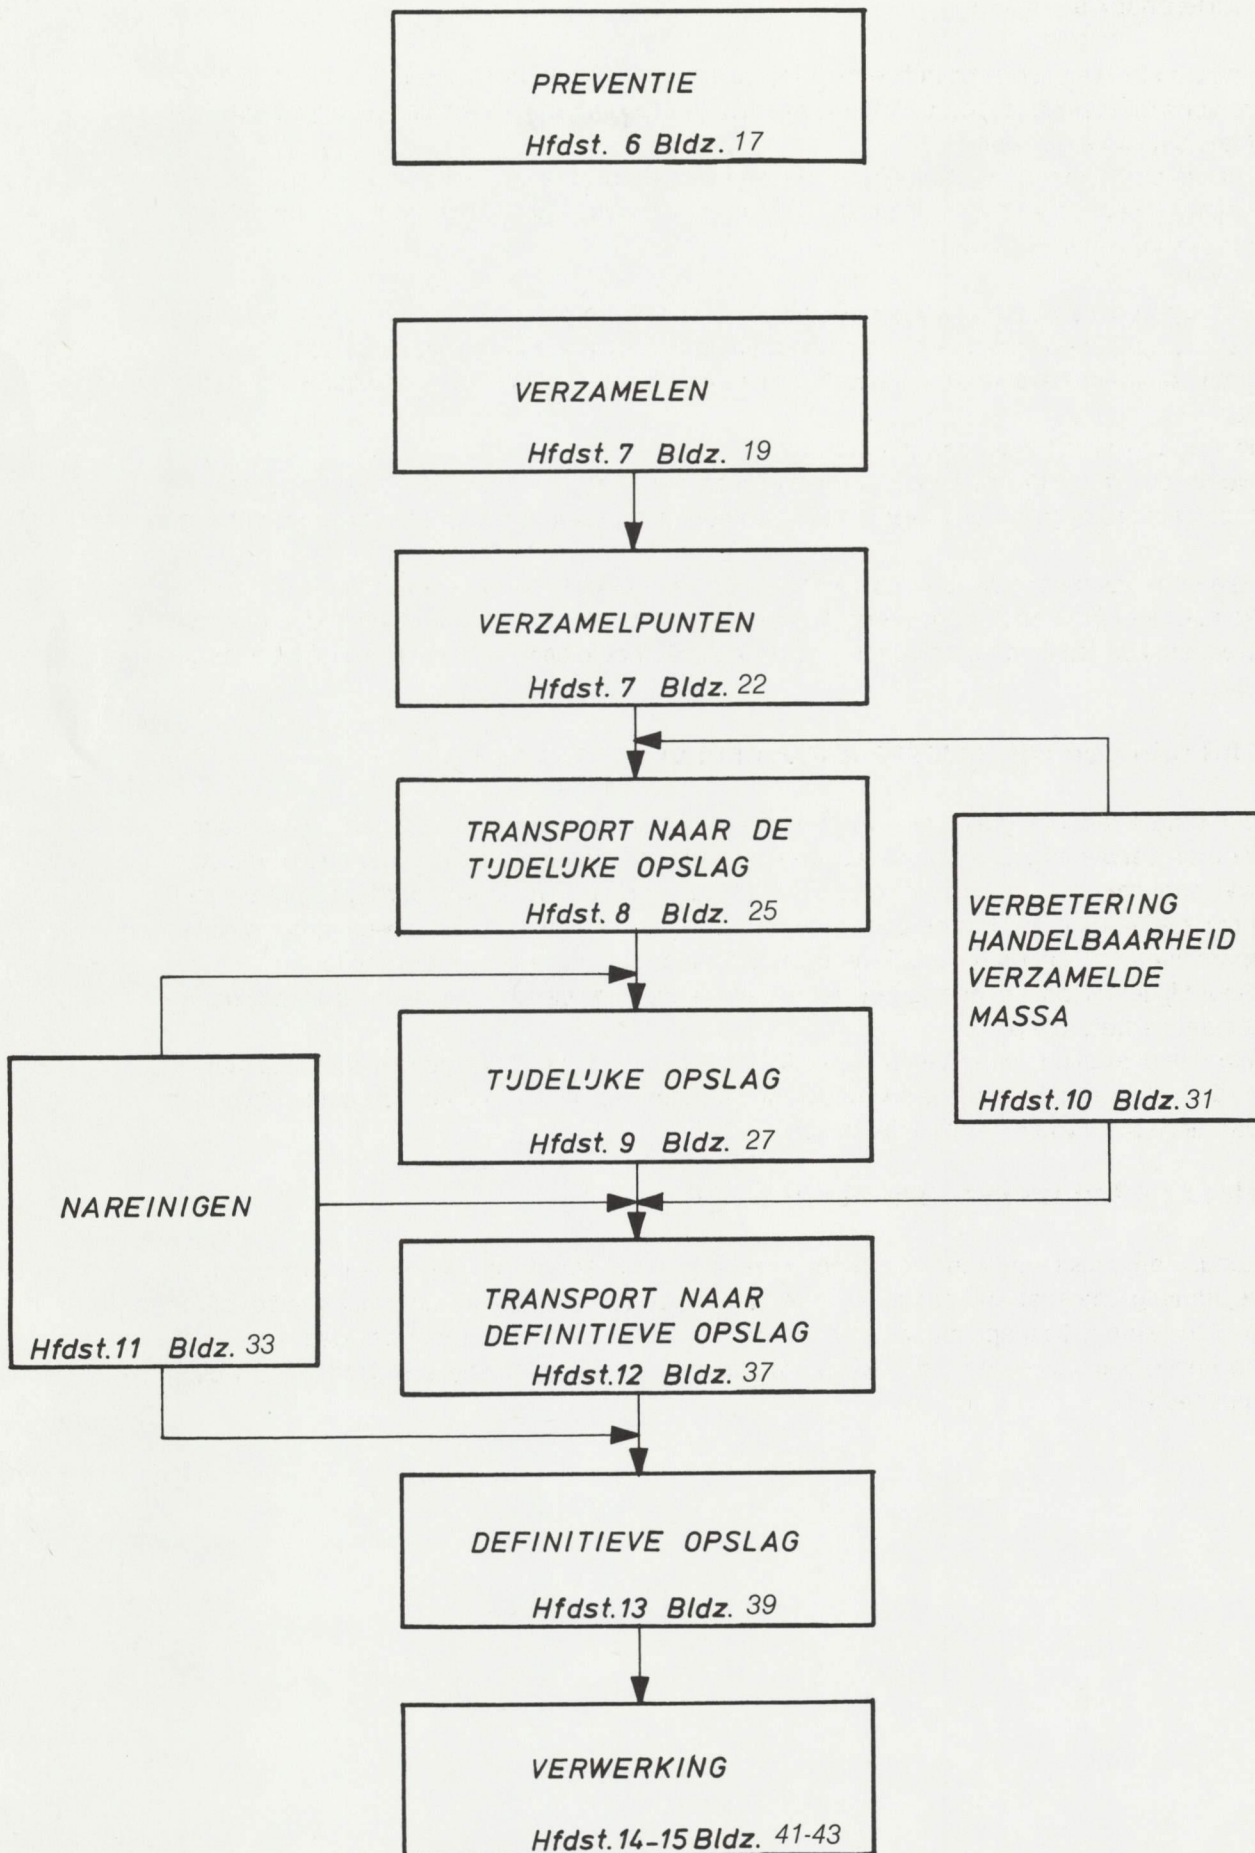 PREVENTIE
Hfdst. 6 Bldz. 17
VERZAMELEN
Hfdst. 7 Bldz. 19
VERZAMELPUNTEN
Hfdst. 7 Bldz. 22
TRANSPORT NAAR DE
TIJDELIJKE OPSLAG
Hfdst. 8 Bldz. 25
VERBETERING
HANDELBAARHEID
VERZAMELDE
MASSA
Hfdst. 10 Bldz. 31
TIJDELIJKE OPSLAG
Hfdst. 9 Bldz. 27
NAREINIGEN
Hfdst. 11 Bldz. 33
TRANSPORT NAAR
DEFINITIEVE OPSLAG
Hfdst. 12 Bldz. 37
DEFINITIEVE OPSLAG
Hfdst. 13 Bldz. 39
VERWERKING
Hfdst. 14-15 Bldz. 41-43